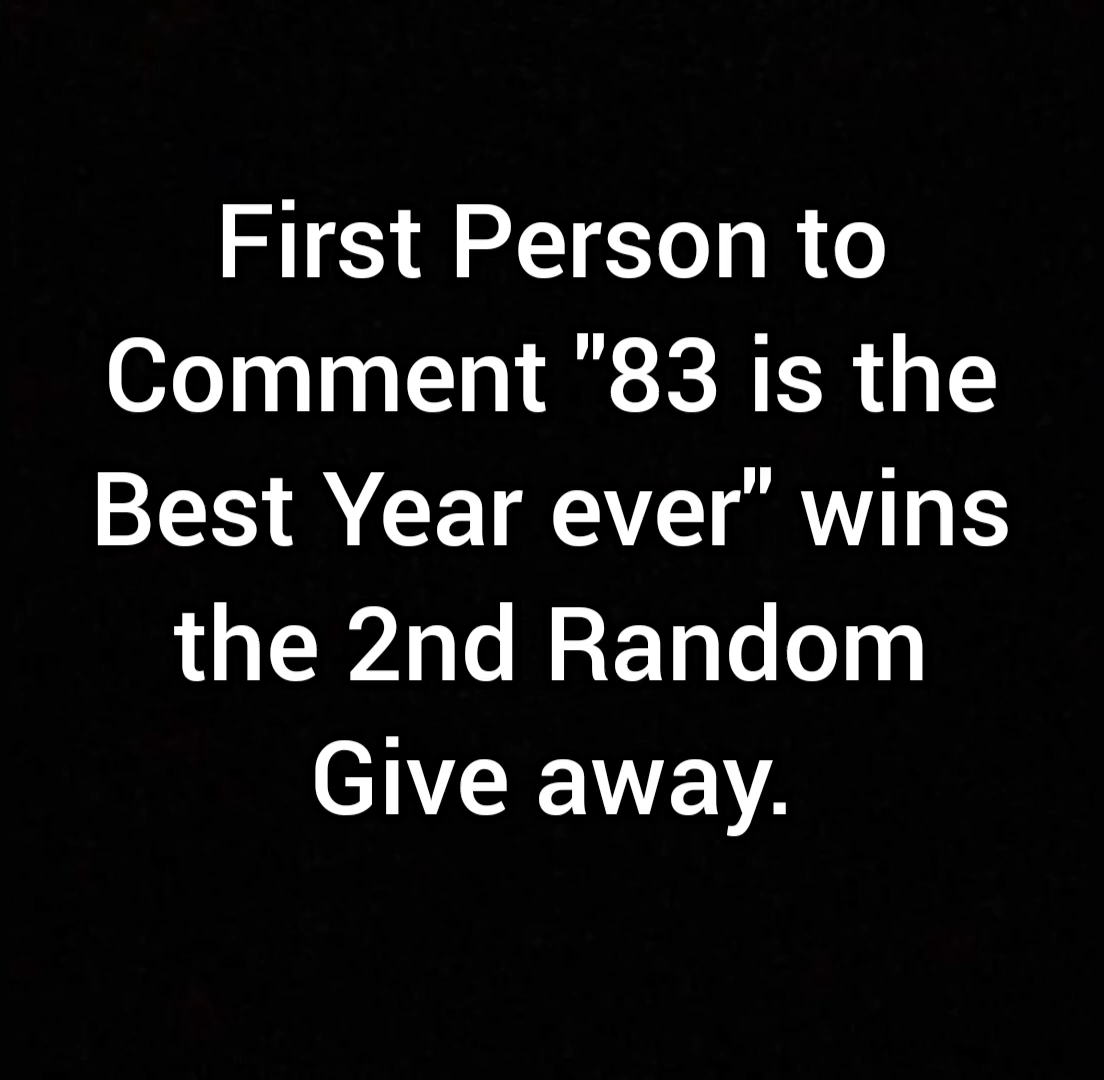 First Person to
Comment "83 is the
Best Year ever" wins
the 2nd Random
Give away.